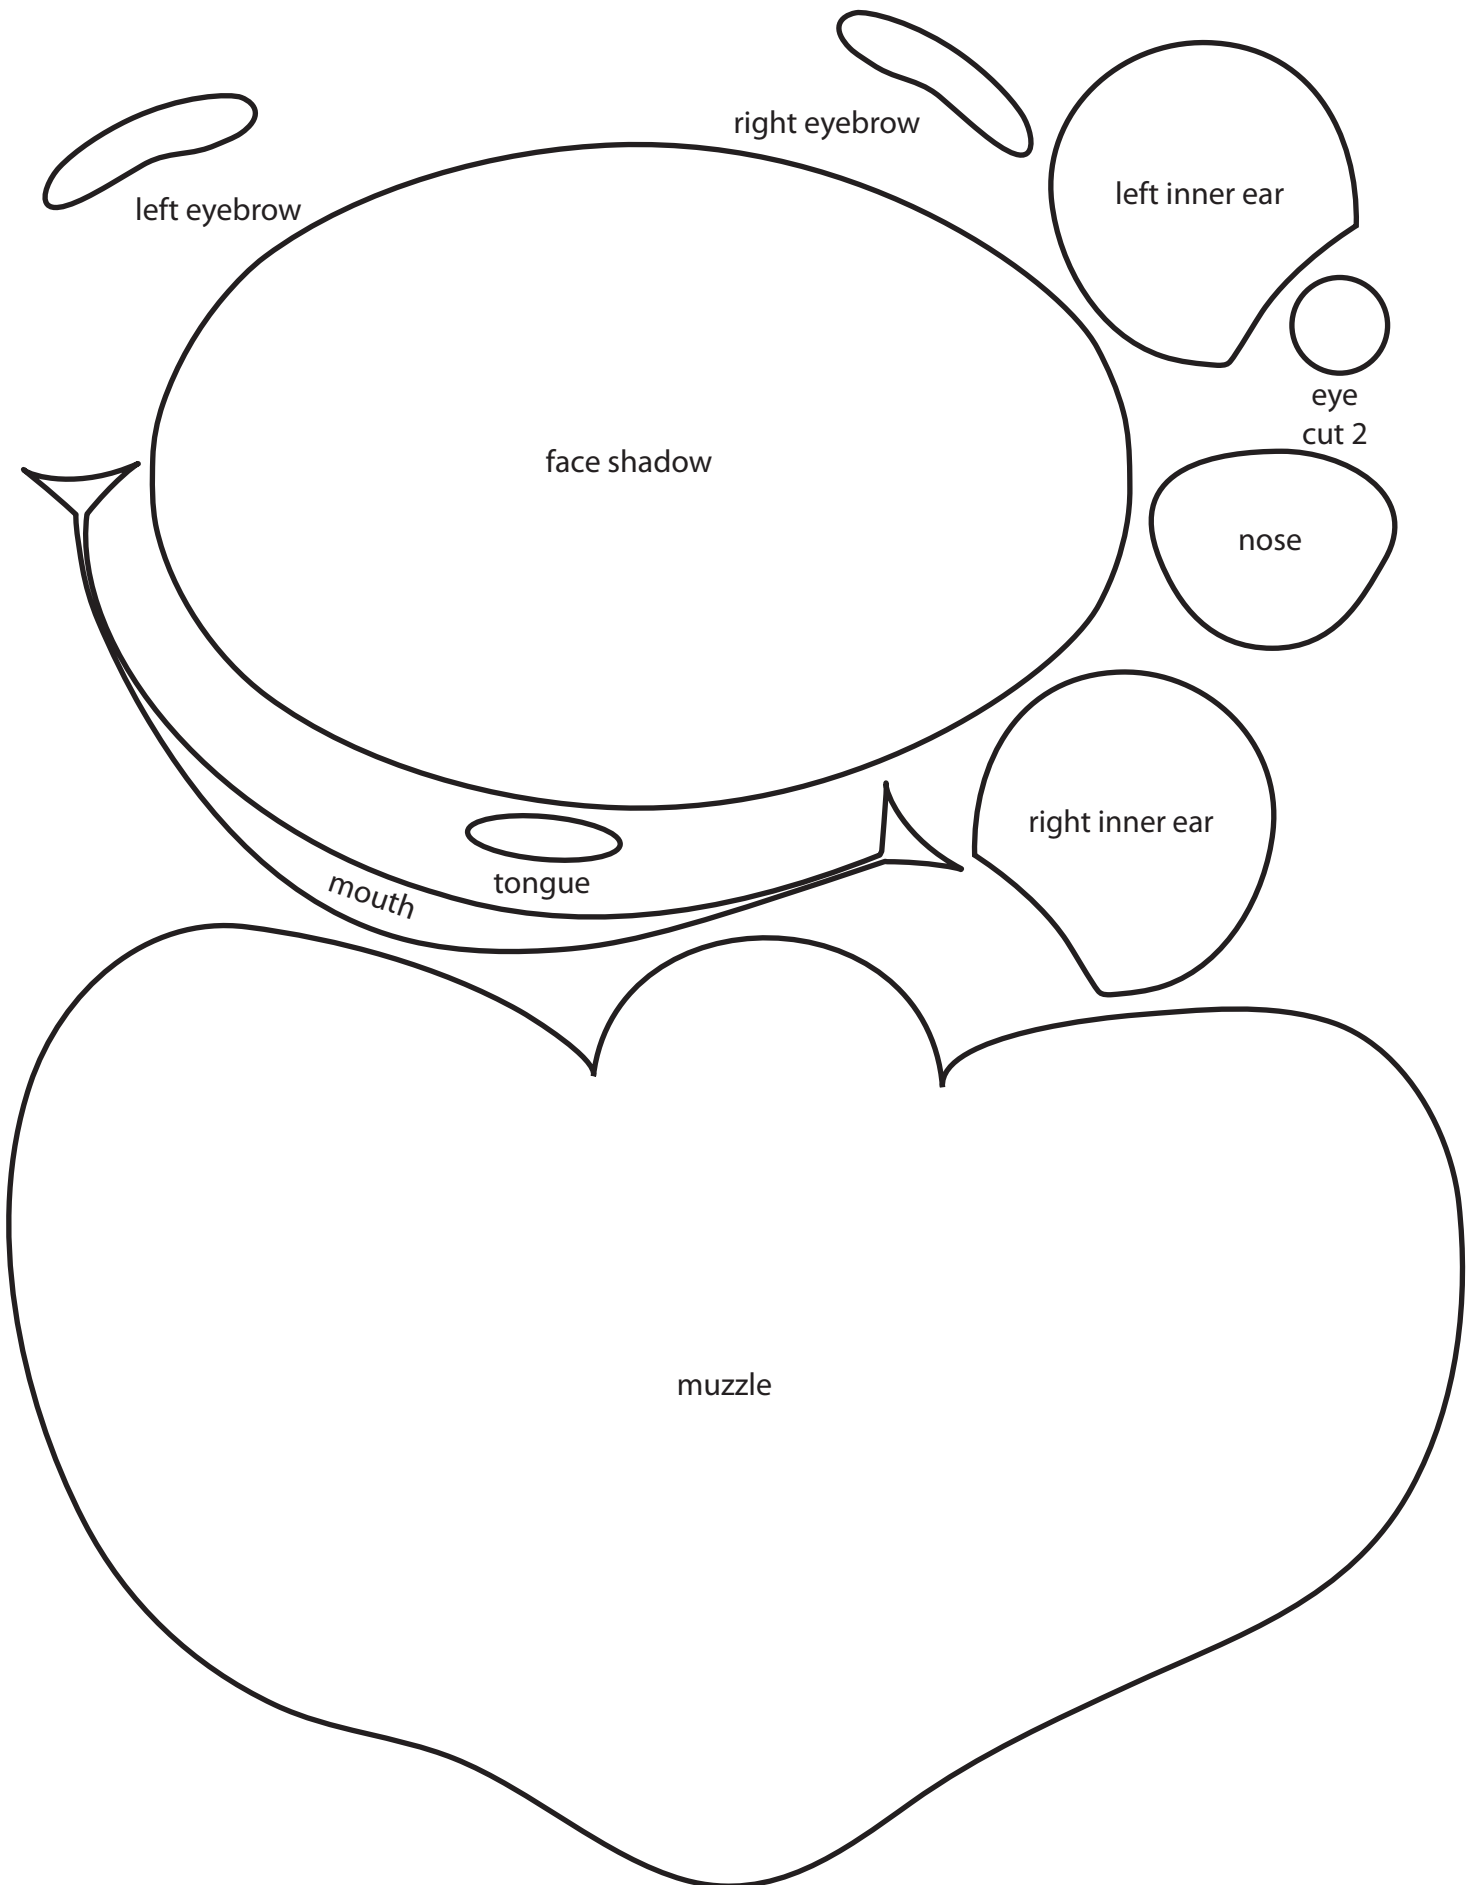 right eyebrow
left eyebrow
left inner ear
eye
cut 2
face shadow
nose
right inner ear
tongue
mouth
muzzle